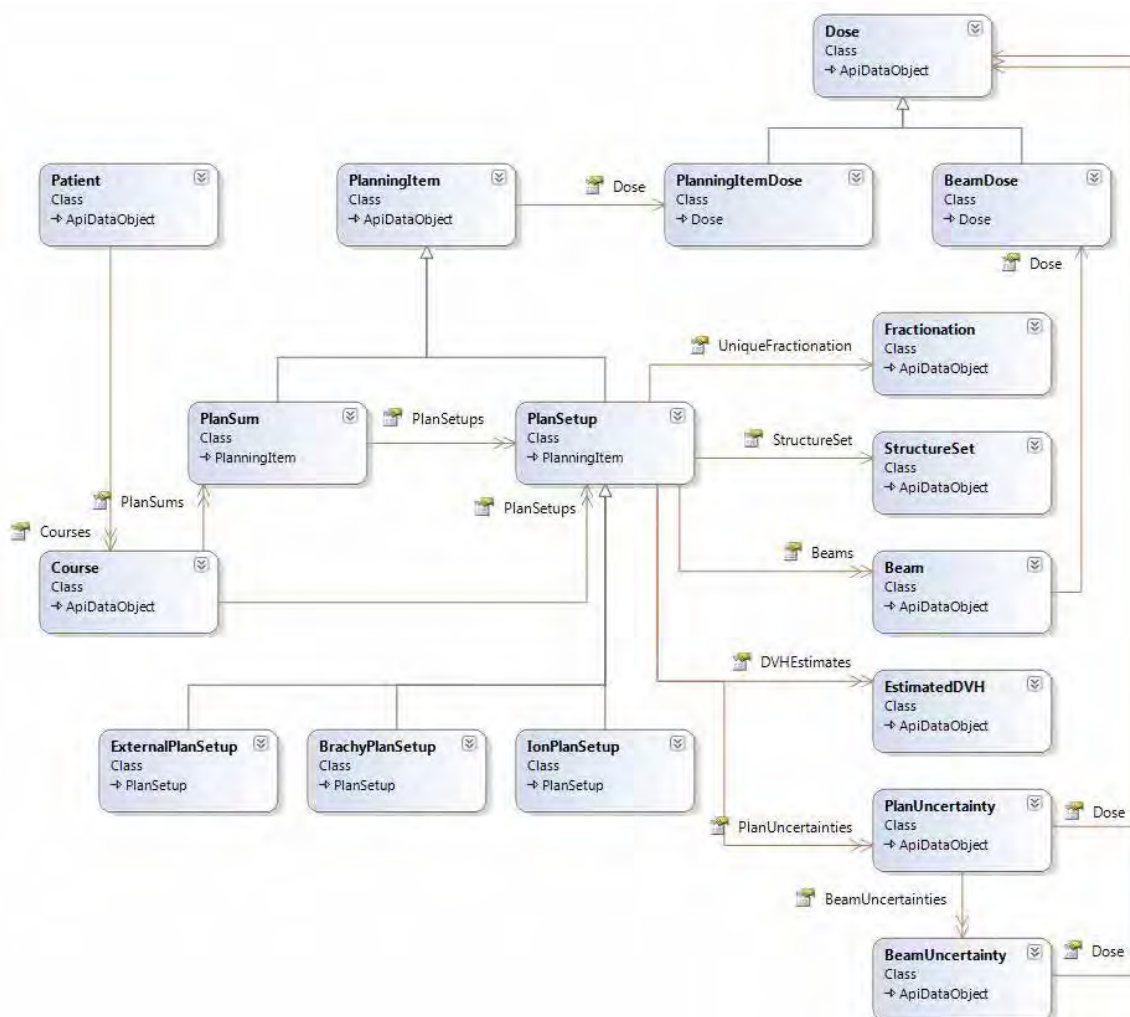 Dose
Class
ApiDataObject
Patient
Class
ApiDataObject
PlanningItem
Class
ApiDataObject
Dose
PlanningItemDose
Class
Dose
BeamDose
Class
Dose
Dose
UniqueFractionation
Fractionation
Class
ApiDataObject
PlanSum
Class
PlanningItem
PlanSetups
PlanSetup
Class
PlanningItem
StructureSet
StructureSet
Class
ApiDataObject
PlanSums
PlanSetups
Courses
Course
Class
ApiDataObject
Beams
Beam
Class
ApiDataObject
DVHEstimates
EstimatedDVH
Class
ApiDataObject
ExternalPlanSetup
Class
PlanSetup
BrachyPlanSetup
Class
PlanSetup
IonPlanSetup
Class
PlanSetup
PlanUncertainties
PlanUncertainty
Class
ApiDataObject
Dose
BeamUncertainties
BeamUncertainty
Class
ApiDataObject
Dose